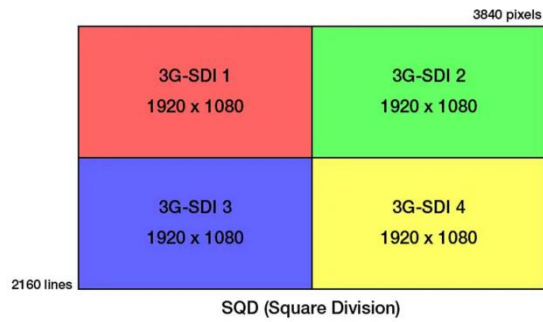 3840 pixels
3G-SDI 1
1920 x 1080
3G-SDI 2
1920 x 1080
3G-SDI 3
1920 x 1080
3G-SDI 4
1920 x 1080
2160 lines
SQD (Square Division)